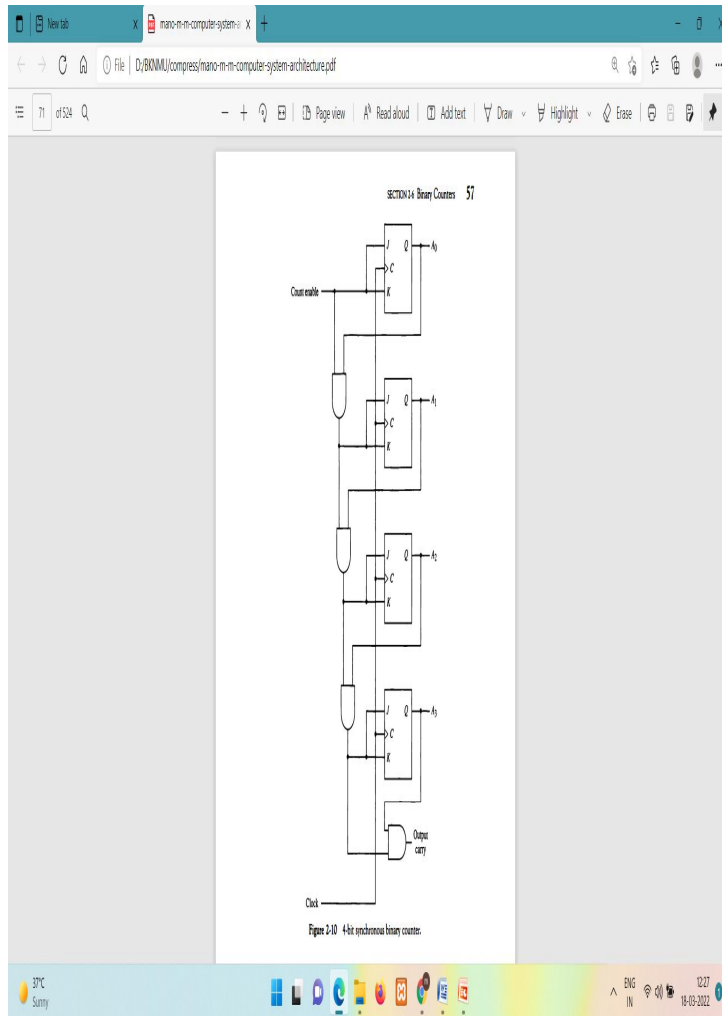 New tab
mano-m-m-computer-system-a
File | D:/BKNMU/compress/mano-m-m-computer-system-architecture.pdf
71 of 524
Page view
Read aloud
Add text
Draw
Highlight
Erase
SECTION 2-6 Binary Counters 57
J Q A0
C
Count enable K
J Q A1
C
K
J Q A2
C
K
J Q A3
C
K
Output
carry
Clock
Figure 2-10 4-bit synchronous binary counter.
37°C
Sunny
ENG
IN
12:27
18-03-2022
1